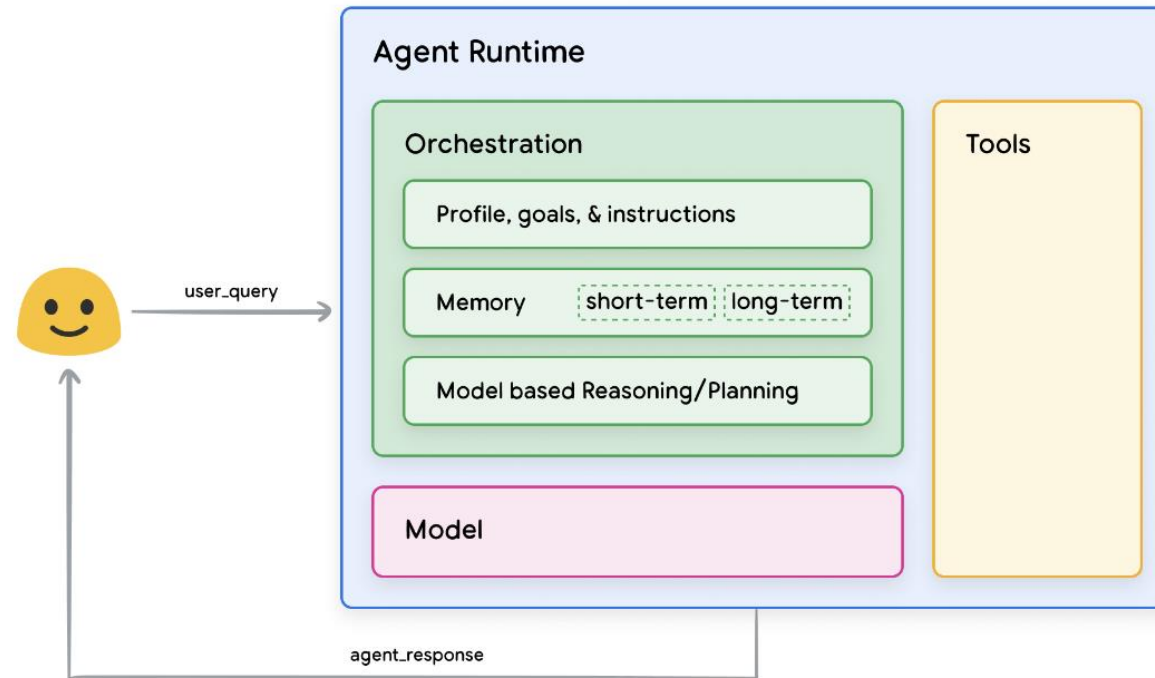 Agent Runtime
Orchestration
Tools
Profile, goals, & instructions
user_query
Memory short-term long-term
Model based Reasoning/Planning
Model
agent_response